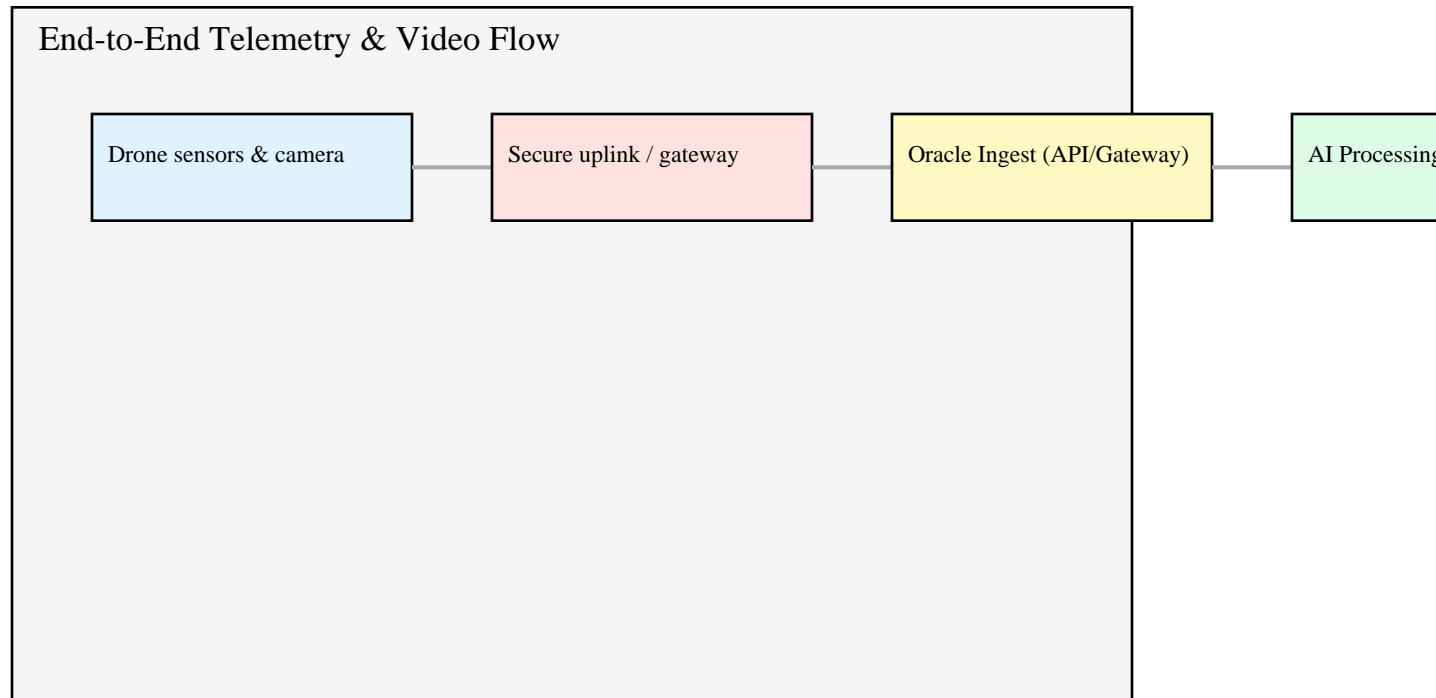 End-to-End Telemetry & Video Flow
Drone sensors & camera
Secure uplink / gateway
Oracle Ingest (API/Gateway)
AI Processing